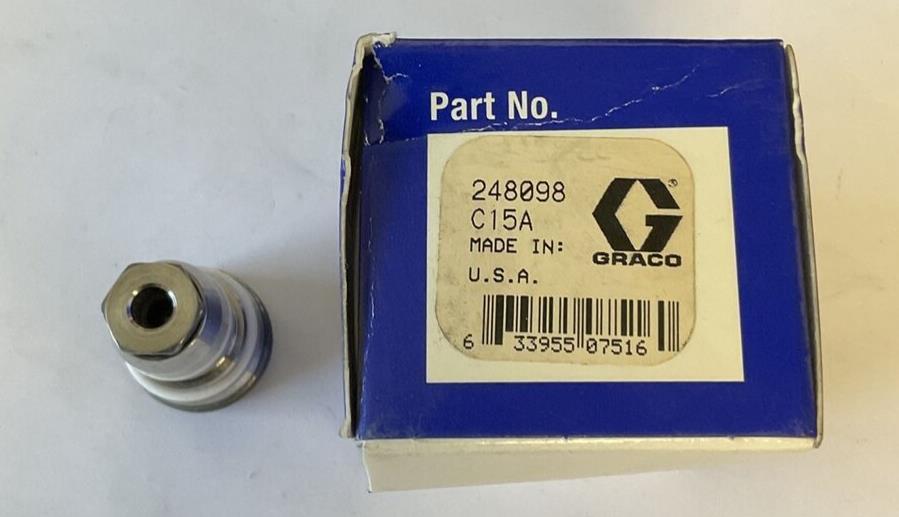 Part No.
248098
C15A
MADE IN:
U.S.A.
G®
GRACO
6 33955 07516